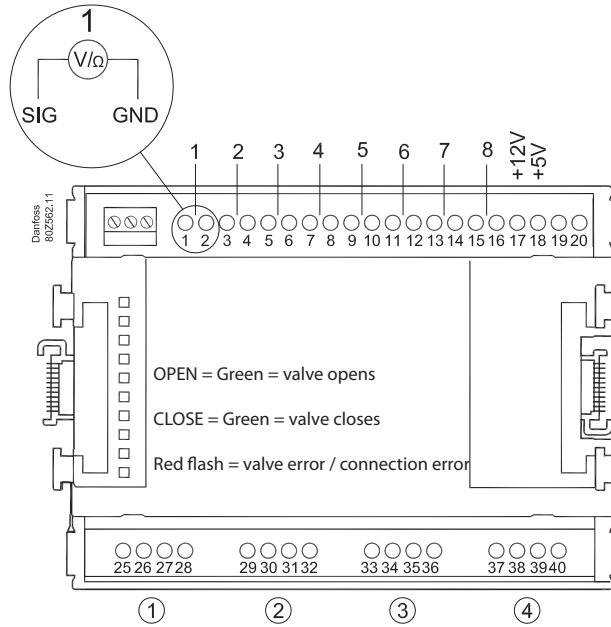 1
V/Ω
SIG GND
1 2 3 4 5 6 7 8 +12V +5V
Danfoss
80Z562.11
1 2 3 4 5 6 7 8 9 10 11 12 13 14 15 16 17 18 19 20
OPEN = Green = valve opens
CLOSE = Green = valve closes
Red flash = valve error / connection error
25 26 27 28 29 30 31 32 33 34 35 36 37 38 39 40
1 2 3 4